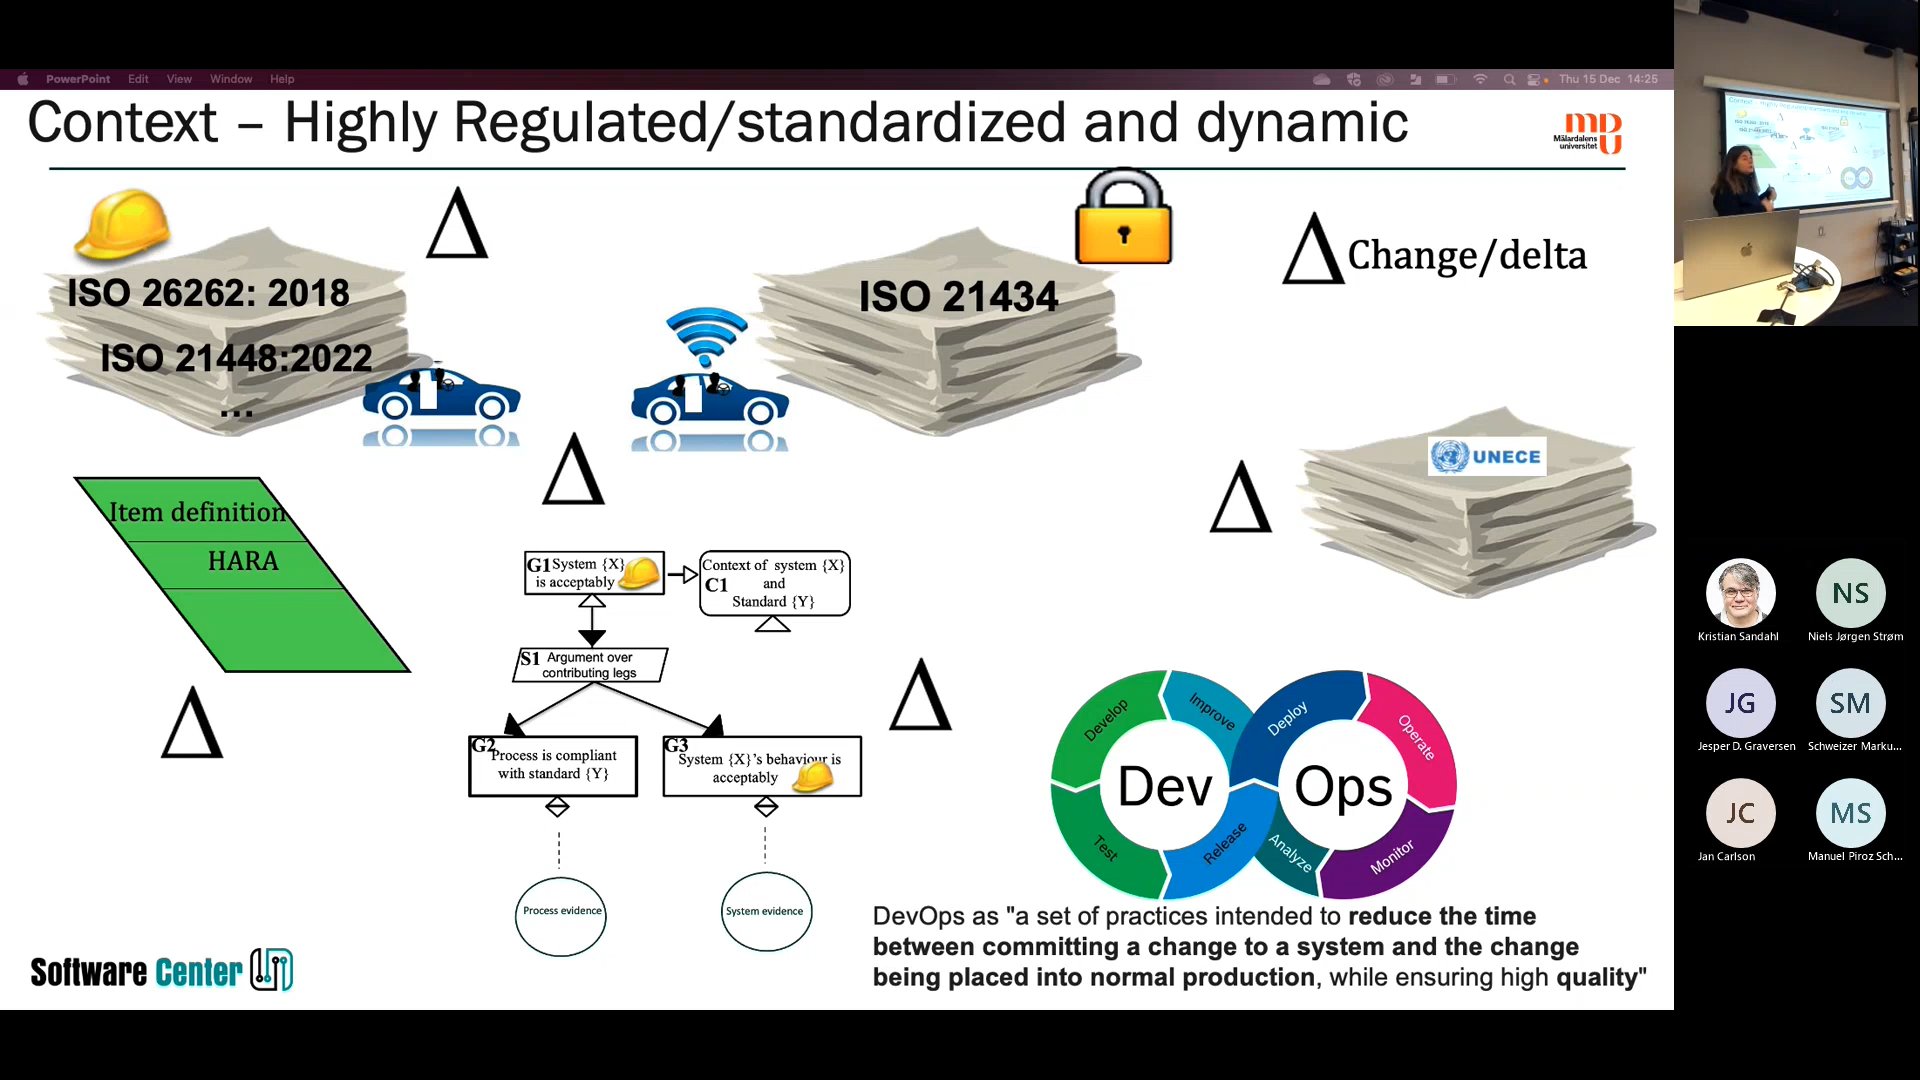 PowerPoint Edit View Window Help
Thu 15 Dec 14:25
Context – Highly Regulated/standardized and dynamic
Mälardalens
universitet
ISO 26262: 2018
ISO 21448:2022
...
Δ
ISO 21434
Δ Change/delta
Δ
Δ
UNECE
Item definition
HARA
Δ
G1 System {X}
is acceptably
Context of system {X}
C1 and
Standard {Y}
S1 Argument over
contributing legs
G2
Process is compliant
with standard {Y}
G3
System {X}'s behaviour is
acceptably
Process evidence
System evidence
Δ
Develop
Improve
Deploy
Operate
Dev
Ops
Test
Release
Analyze
Monitor
DevOps as "a set of practices intended to reduce the time
between committing a change to a system and the change
being placed into normal production, while ensuring high quality"
Software Center
NS
Kristian Sandahl
Niels Jørgen Strøm
JG
SM
Jesper D. Graversen
Schweizer Marku...
JC
MS
Jan Carlson
Manuel Piroz Sch...